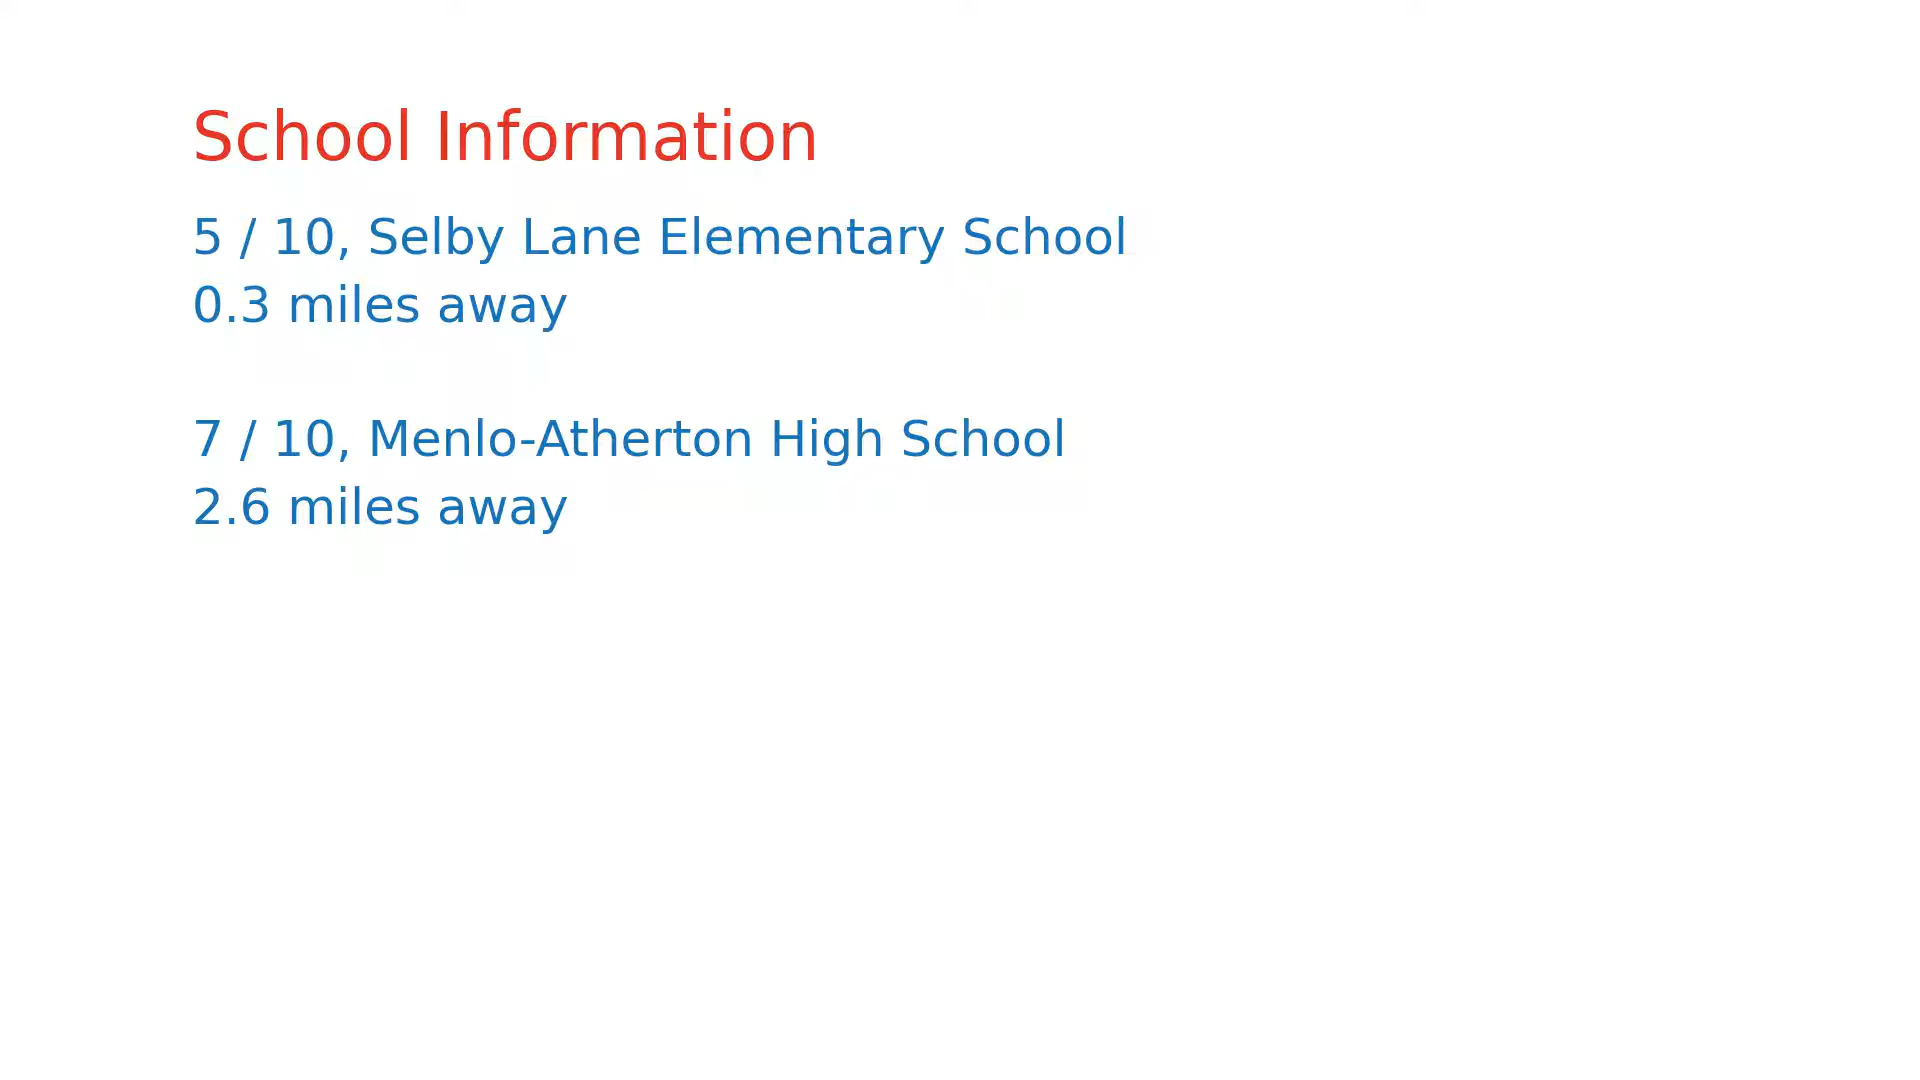 School Information
5 / 10, Selby Lane Elementary School
0.3 miles away
7 / 10, Menlo-Atherton High School
2.6 miles away